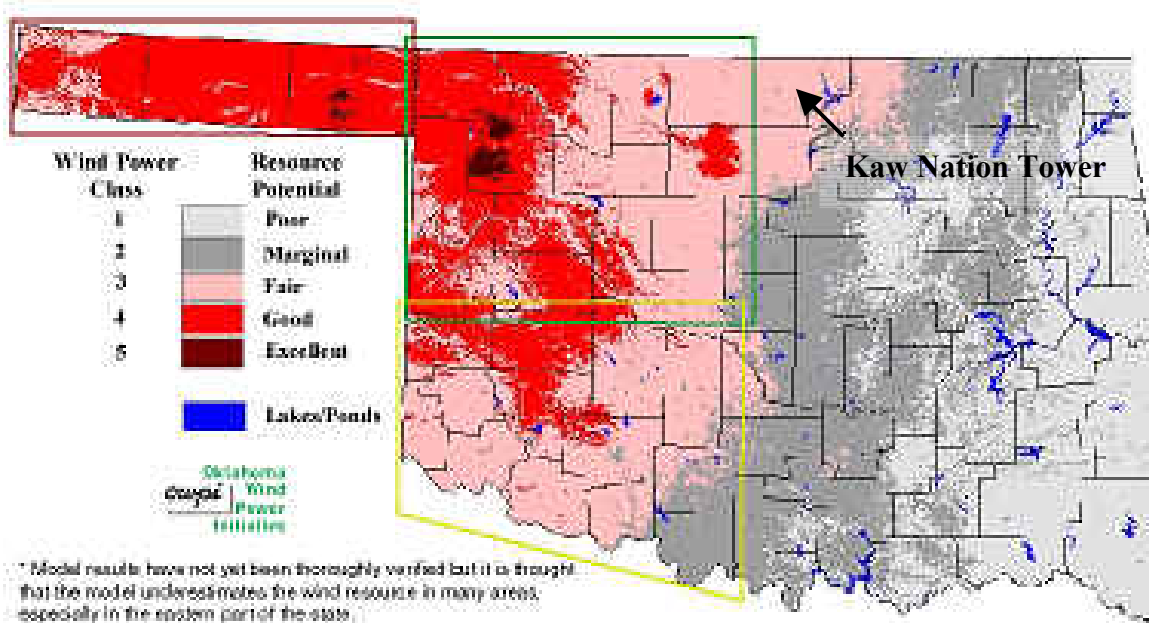 Wind Tower Class
Resource Potential
1 Poor
2 Marginal
3 Fair
4 Good
5 Excellent
Lakes/Ponds
Kaw Nation Tower
Oklahoma
Wind
Power
Initiative
* Model results have not yet been thoroughly verified but it is thought
that the model underestimates the wind resource in many areas,
especially in the eastern part of the state.